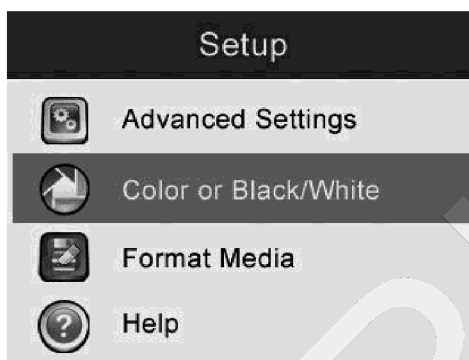 Setup
Advanced Settings
Color or Black/White
Format Media
Help